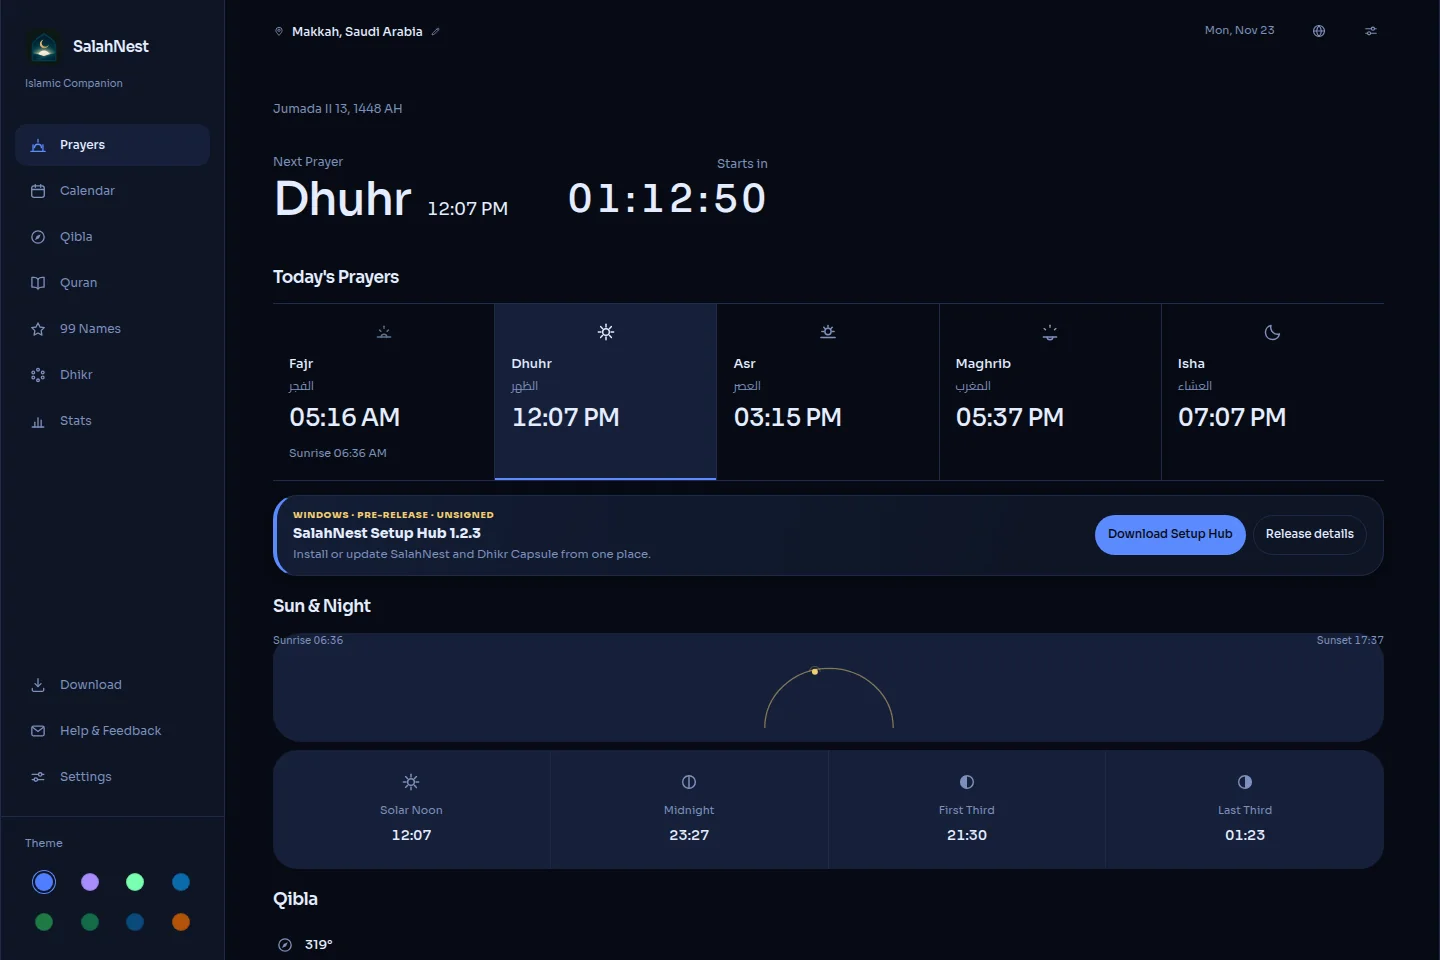 SalahNest
Islamic Companion
Prayers
Calendar
Qibla
Quran
99 Names
Dhikr
Stats
Download
Help & Feedback
Settings
Theme
Makkah, Saudi Arabia
Mon, Nov 23
Jumada II 13, 1448 AH
Next Prayer
Dhuhr 12:07 PM
Starts in
01:12:50
Today's Prayers
Fajr
الفجر
05:16 AM
Sunrise 06:36 AM
Dhuhr
الظهر
12:07 PM
Asr
العصر
03:15 PM
Maghrib
المغرب
05:37 PM
Isha
العشاء
07:07 PM
WINDOWS · PRE-RELEASE · UNSIGNED
SalahNest Setup Hub 1.2.3
Install or update SalahNest and Dhikr Capsule from one place.
Download Setup Hub
Release details
Sun & Night
Sunrise 06:36
Sunset 17:37
Solar Noon
12:07
Midnight
23:27
First Third
21:30
Last Third
01:23
Qibla
319°